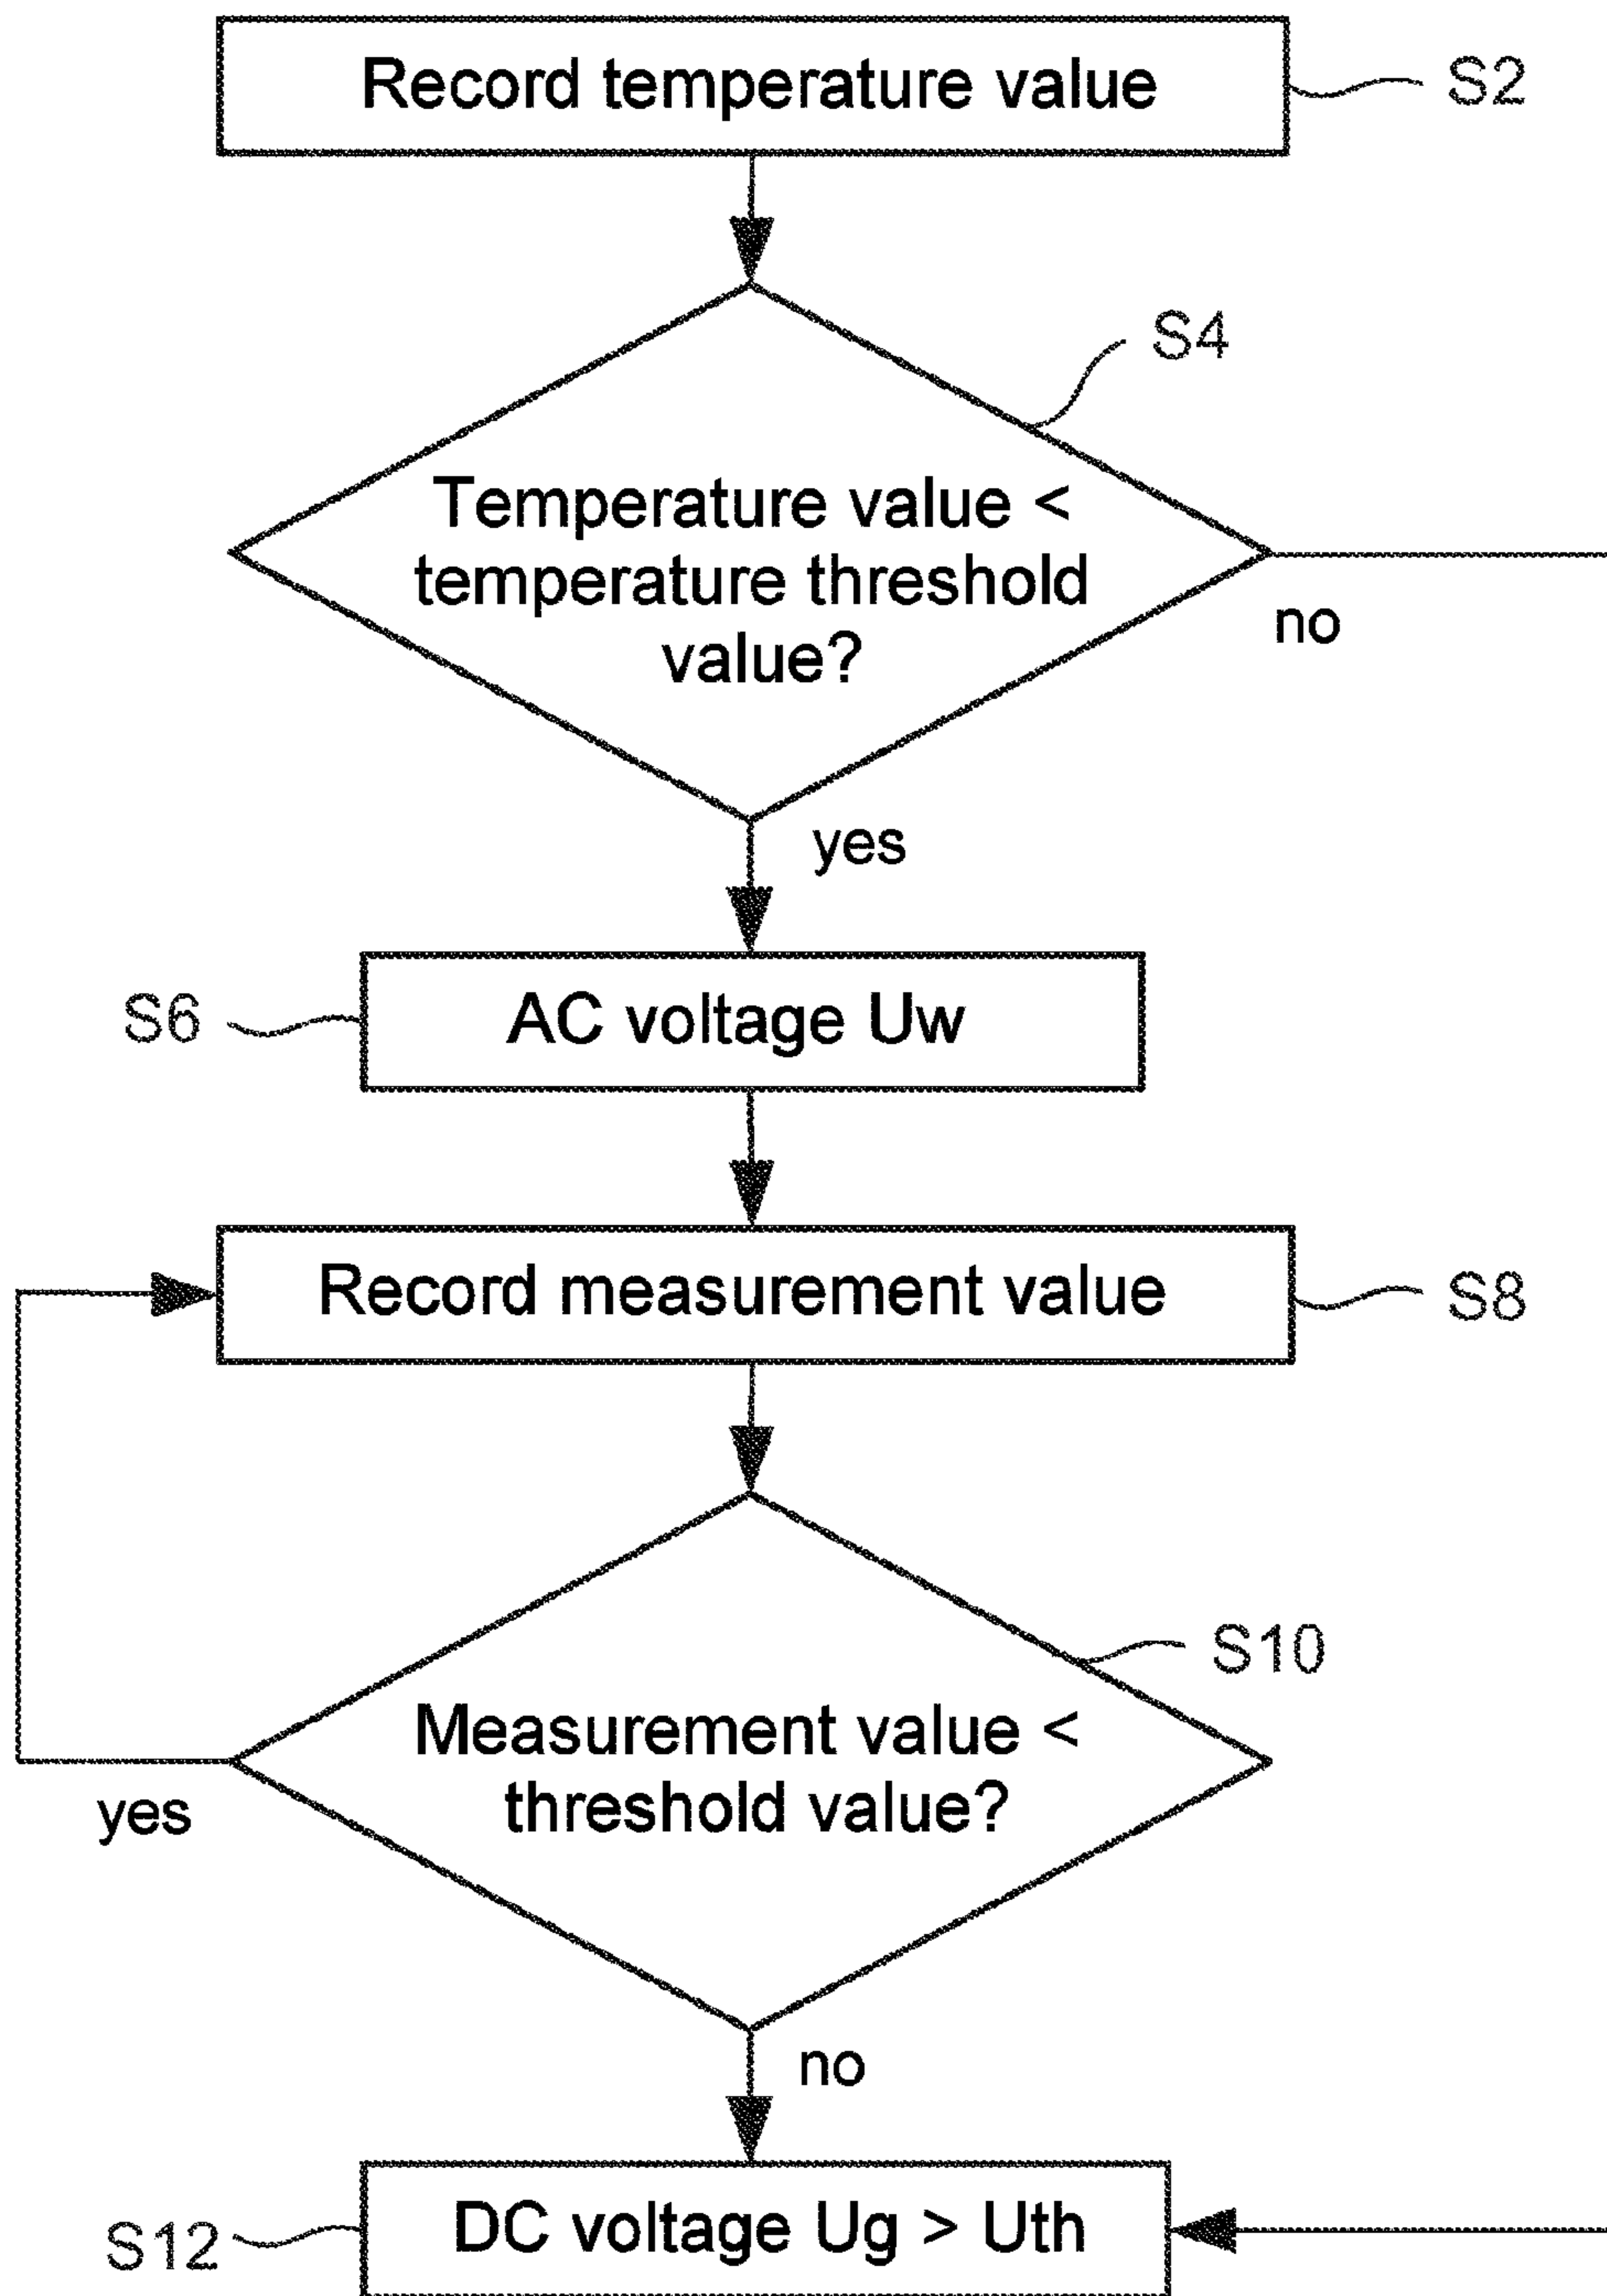 Record temperature value
S2
S4
Temperature value <
temperature threshold
value?
no
yes
S6
AC voltage Uw
Record measurement value
S8
S10
Measurement value <
threshold value?
yes
no
S12
DC voltage Ug > Uth